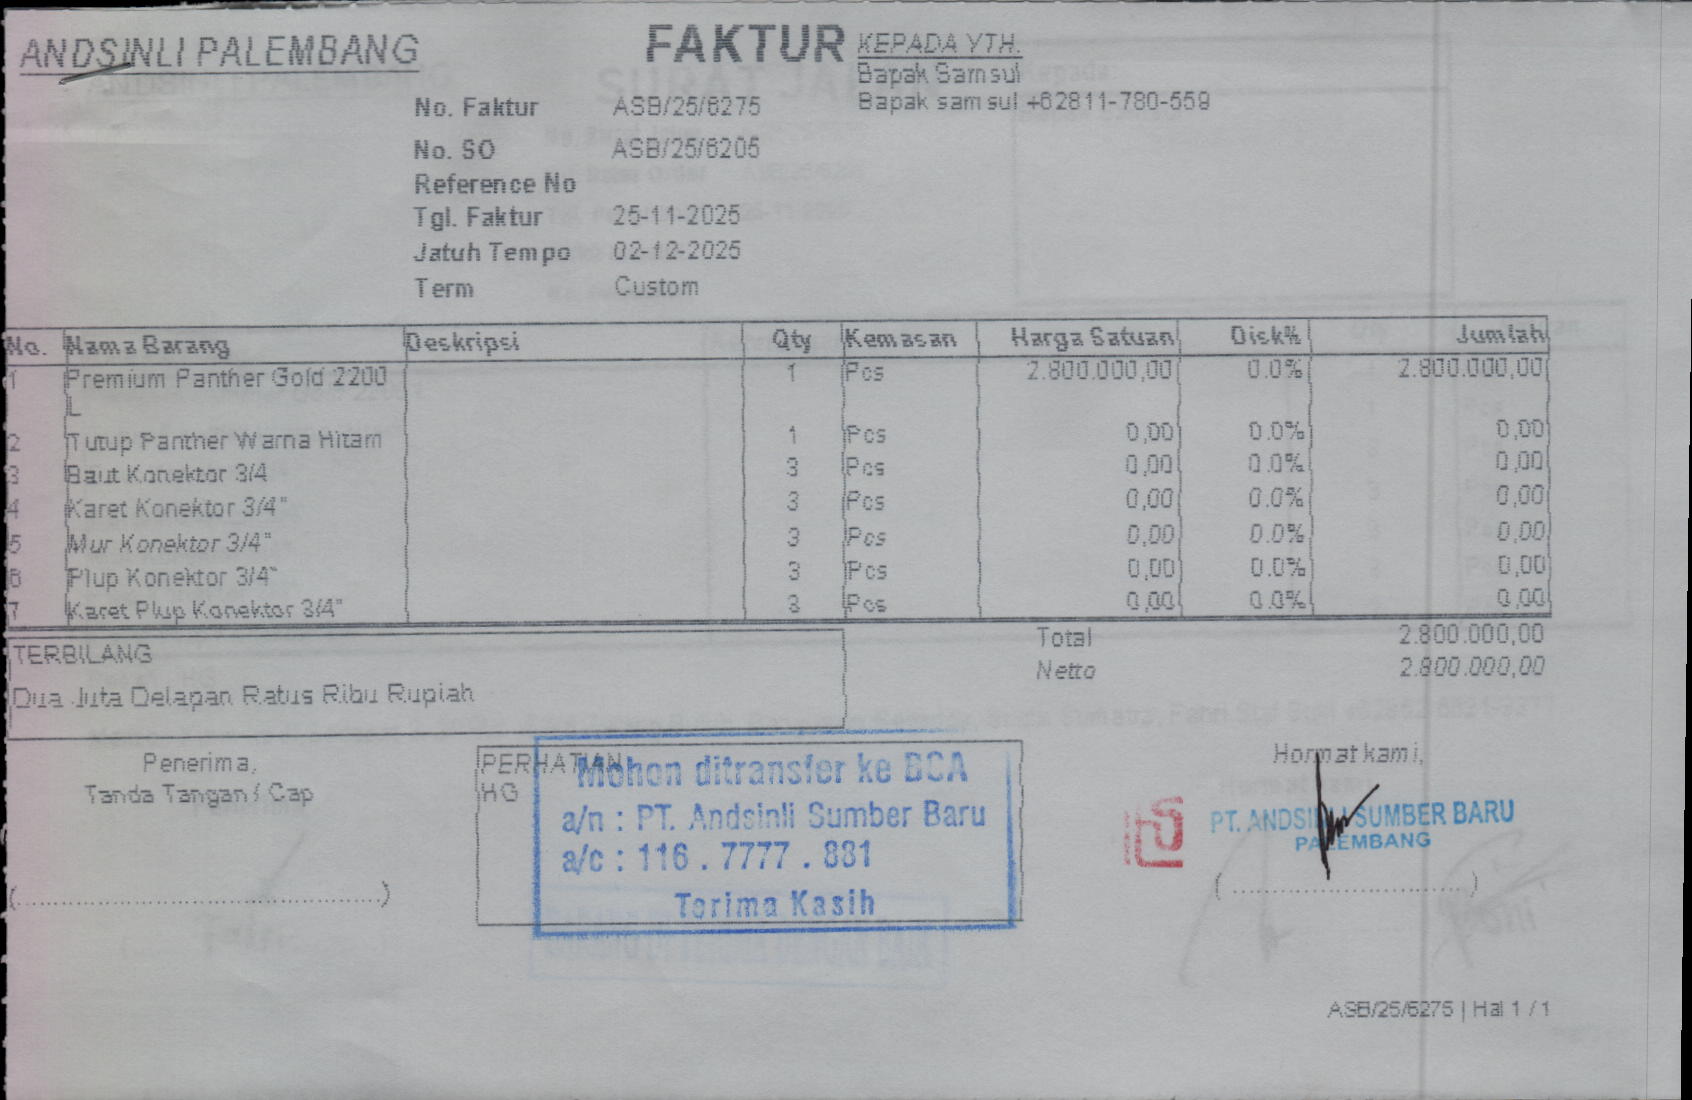 ANDSINLI PALEMBANG
FAKTUR
KEPADA YTH.
Bapak Samsul
Bapak samsul +62811-780-559
No. Faktur ASB/25/6275
No. SO ASB/25/6205
Reference No
Tgl. Faktur 25-11-2025
Jatuh Tempo 02-12-2025
Term Custom
No. Nama Barang Deskripsi Qty Kemasan Harga Satuan Disk% Jumlah
1 Premium Panther Gold 2200 1 Pcs 2.800.000,00 0.0% 2.800.000,00
L
2 Tutup Panther Warna Hitam 1 Pcs 0,00 0.0% 0,00
3 Baut Konektor 3/4 3 Pcs 0,00 0.0% 0,00
4 Karet Konektor 3/4" 3 Pcs 0,00 0.0% 0,00
5 Mur Konektor 3/4" 3 Pcs 0,00 0.0% 0,00
6 Plup Konektor 3/4" 3 Pcs 0,00 0.0% 0,00
7 Karet Plup Konektor 3/4" 3 Pcs 0,00 0.0% 0,00
Total 2.800.000,00
Netto 2.800.000,00
TERBILANG
Dua Juta Delapan Ratus Ribu Rupiah
Penerima,
Tanda Tangan / Cap
(............................................)
PERHATIAN
HG
Mohon ditransfer ke BCA
a/n : PT. Andsinli Sumber Baru
a/c : 116 . 7777 . 881
Terima Kasih
Hormat kami,
PT. ANDSINLI SUMBER BARU
PALEMBANG
(............................)
ASB/25/6275 | Hal 1 / 1